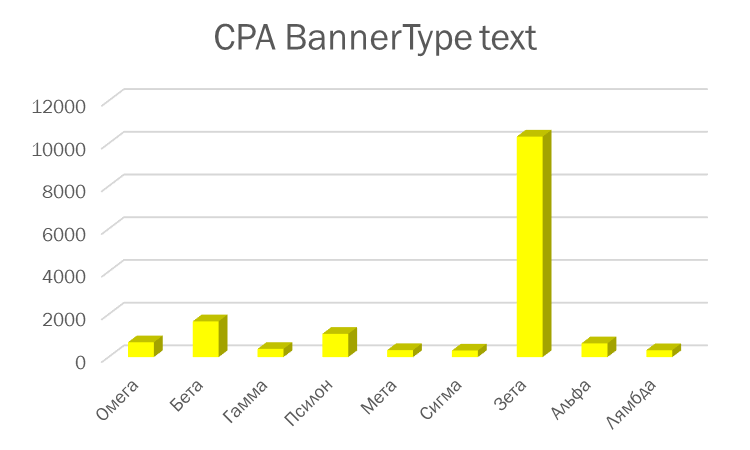 CPA BannerType text
12000
10000
8000
6000
4000
2000
0
Омега
Бета
Гамма
Псилон
Мета
Сигма
Зета
Альфа
Лямбда